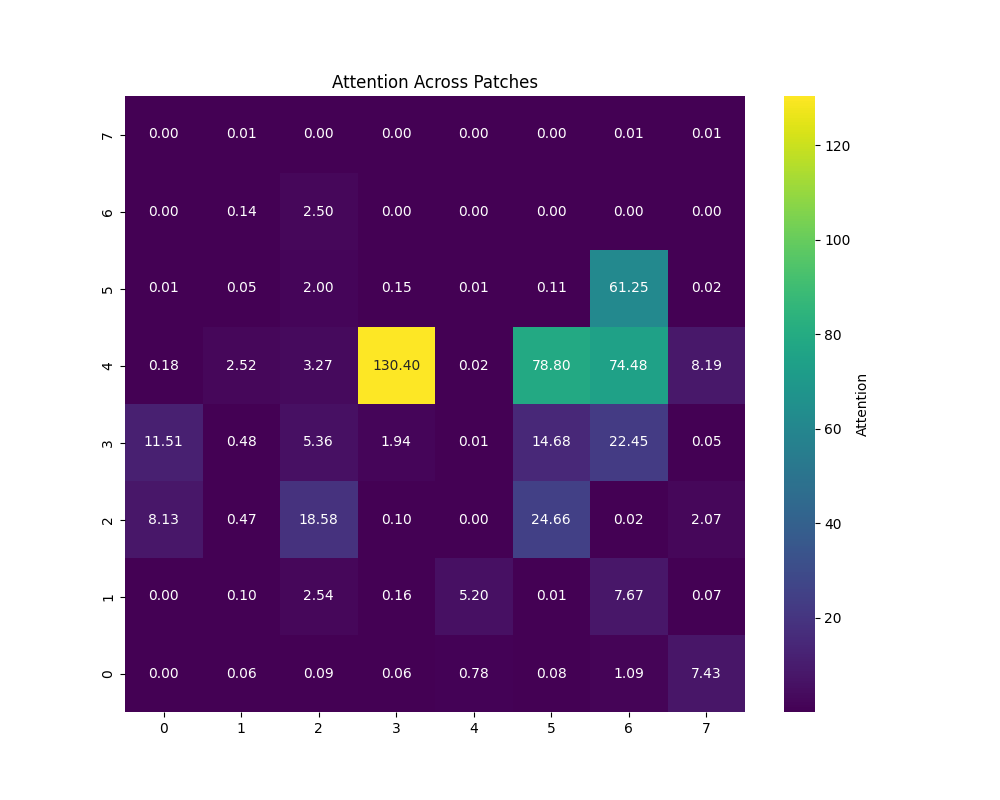 Attention Across Patches
7 0.00 0.01 0.00 0.00 0.00 0.00 0.01 0.01
6 0.00 0.14 2.50 0.00 0.00 0.00 0.00 0.00
5 0.01 0.05 2.00 0.15 0.01 0.11 61.25 0.02
4 0.18 2.52 3.27 130.40 0.02 78.80 74.48 8.19
3 11.51 0.48 5.36 1.94 0.01 14.68 22.45 0.05
2 8.13 0.47 18.58 0.10 0.00 24.66 0.02 2.07
1 0.00 0.10 2.54 0.16 5.20 0.01 7.67 0.07
0 0.00 0.06 0.09 0.06 0.78 0.08 1.09 7.43
0 1 2 3 4 5 6 7
120
100
80
60
40
20
Attention